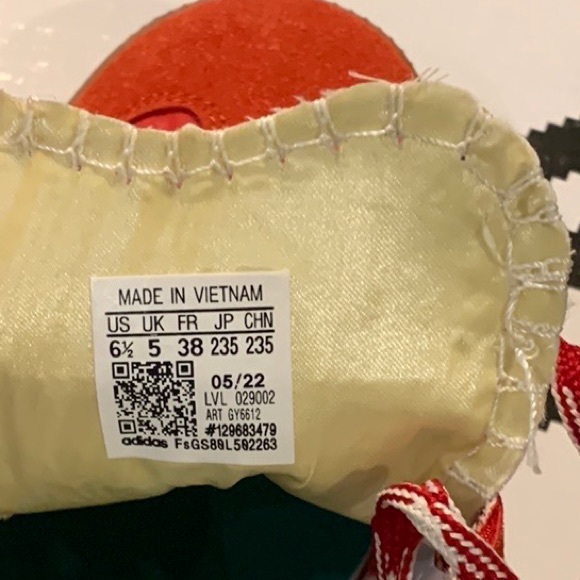 MADE IN VIETNAM
US UK FR JP CHN
6½ 5 38 235 235
05/22
LVL 029002
ART GY6612
#129683479
adidas FsGS80L502263